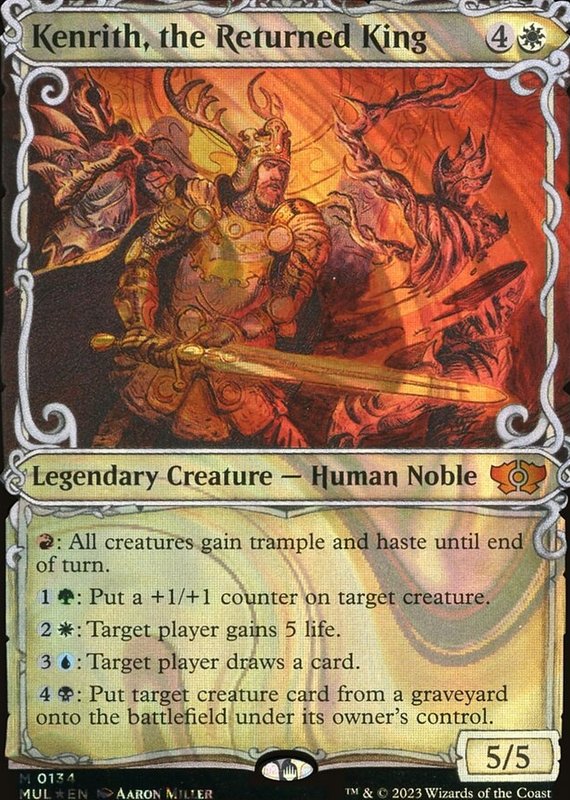 Kenrith, the Returned King 4
Legendary Creature — Human Noble
: All creatures gain trample and haste until end
of turn.
1 : Put a +1/+1 counter on target creature.
2 : Target player gains 5 life.
3 : Target player draws a card.
4 : Put target creature card from a graveyard
onto the battlefield under its owner's control.
5/5
M 0134
MUL ★ EN Aaron Miller
™ & © 2023 Wizards of the Coast